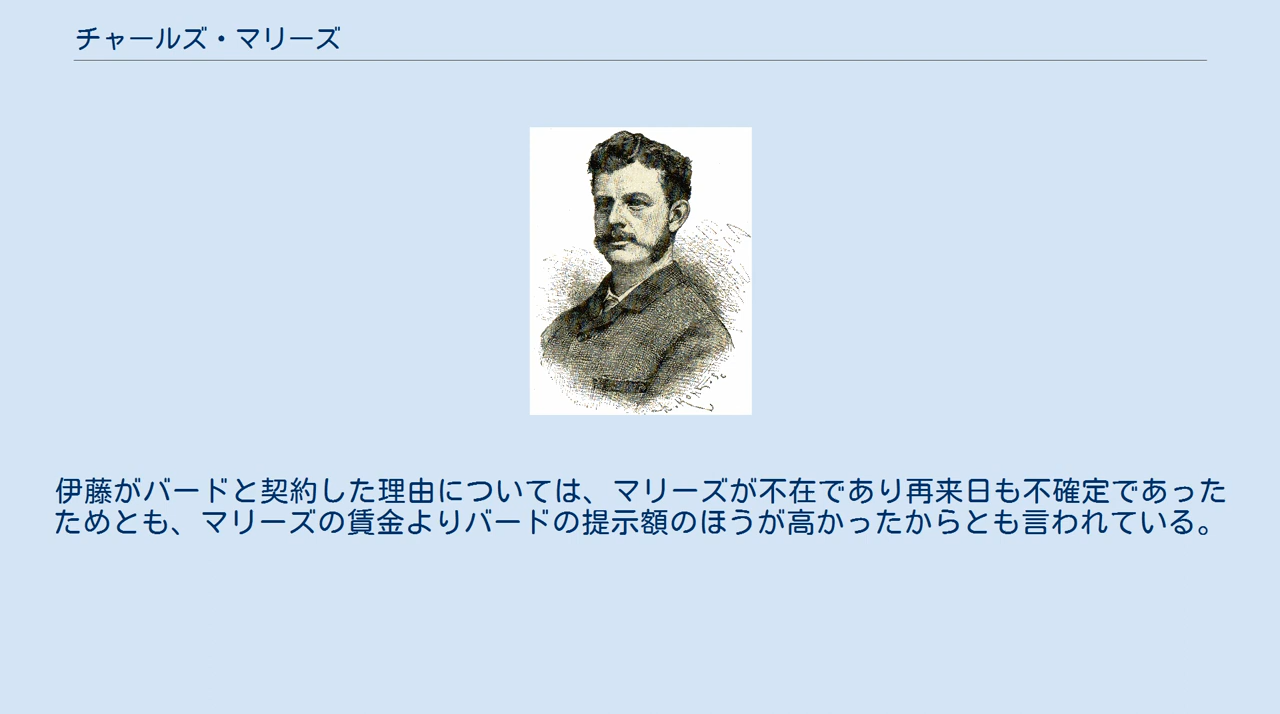 チャールズ・マリーズ
伊藤がバードと契約した理由については、マリーズが不在であり再来日も不確定であった
ためとも、マリーズの賃金よりバードの提示額のほうが高かったからとも言われている。